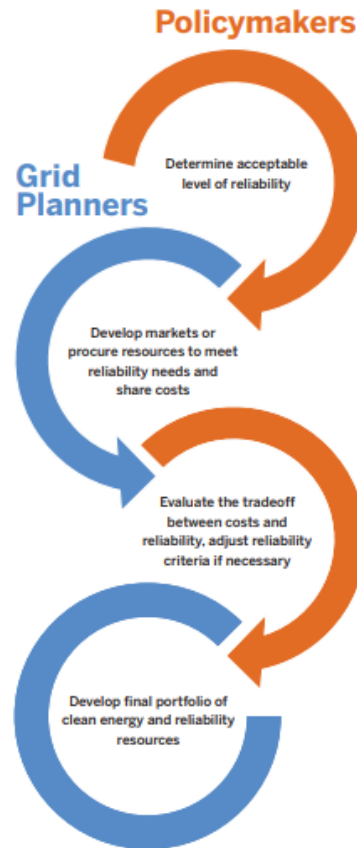 Policymakers
Determine acceptable
level of reliability
Grid
Planners
Develop markets or
procure resources to meet
reliability needs and
share costs
Evaluate the tradeoff
between costs and
reliability, adjust reliability
criteria if necessary
Develop final portfolio of
clean energy and reliability
resources